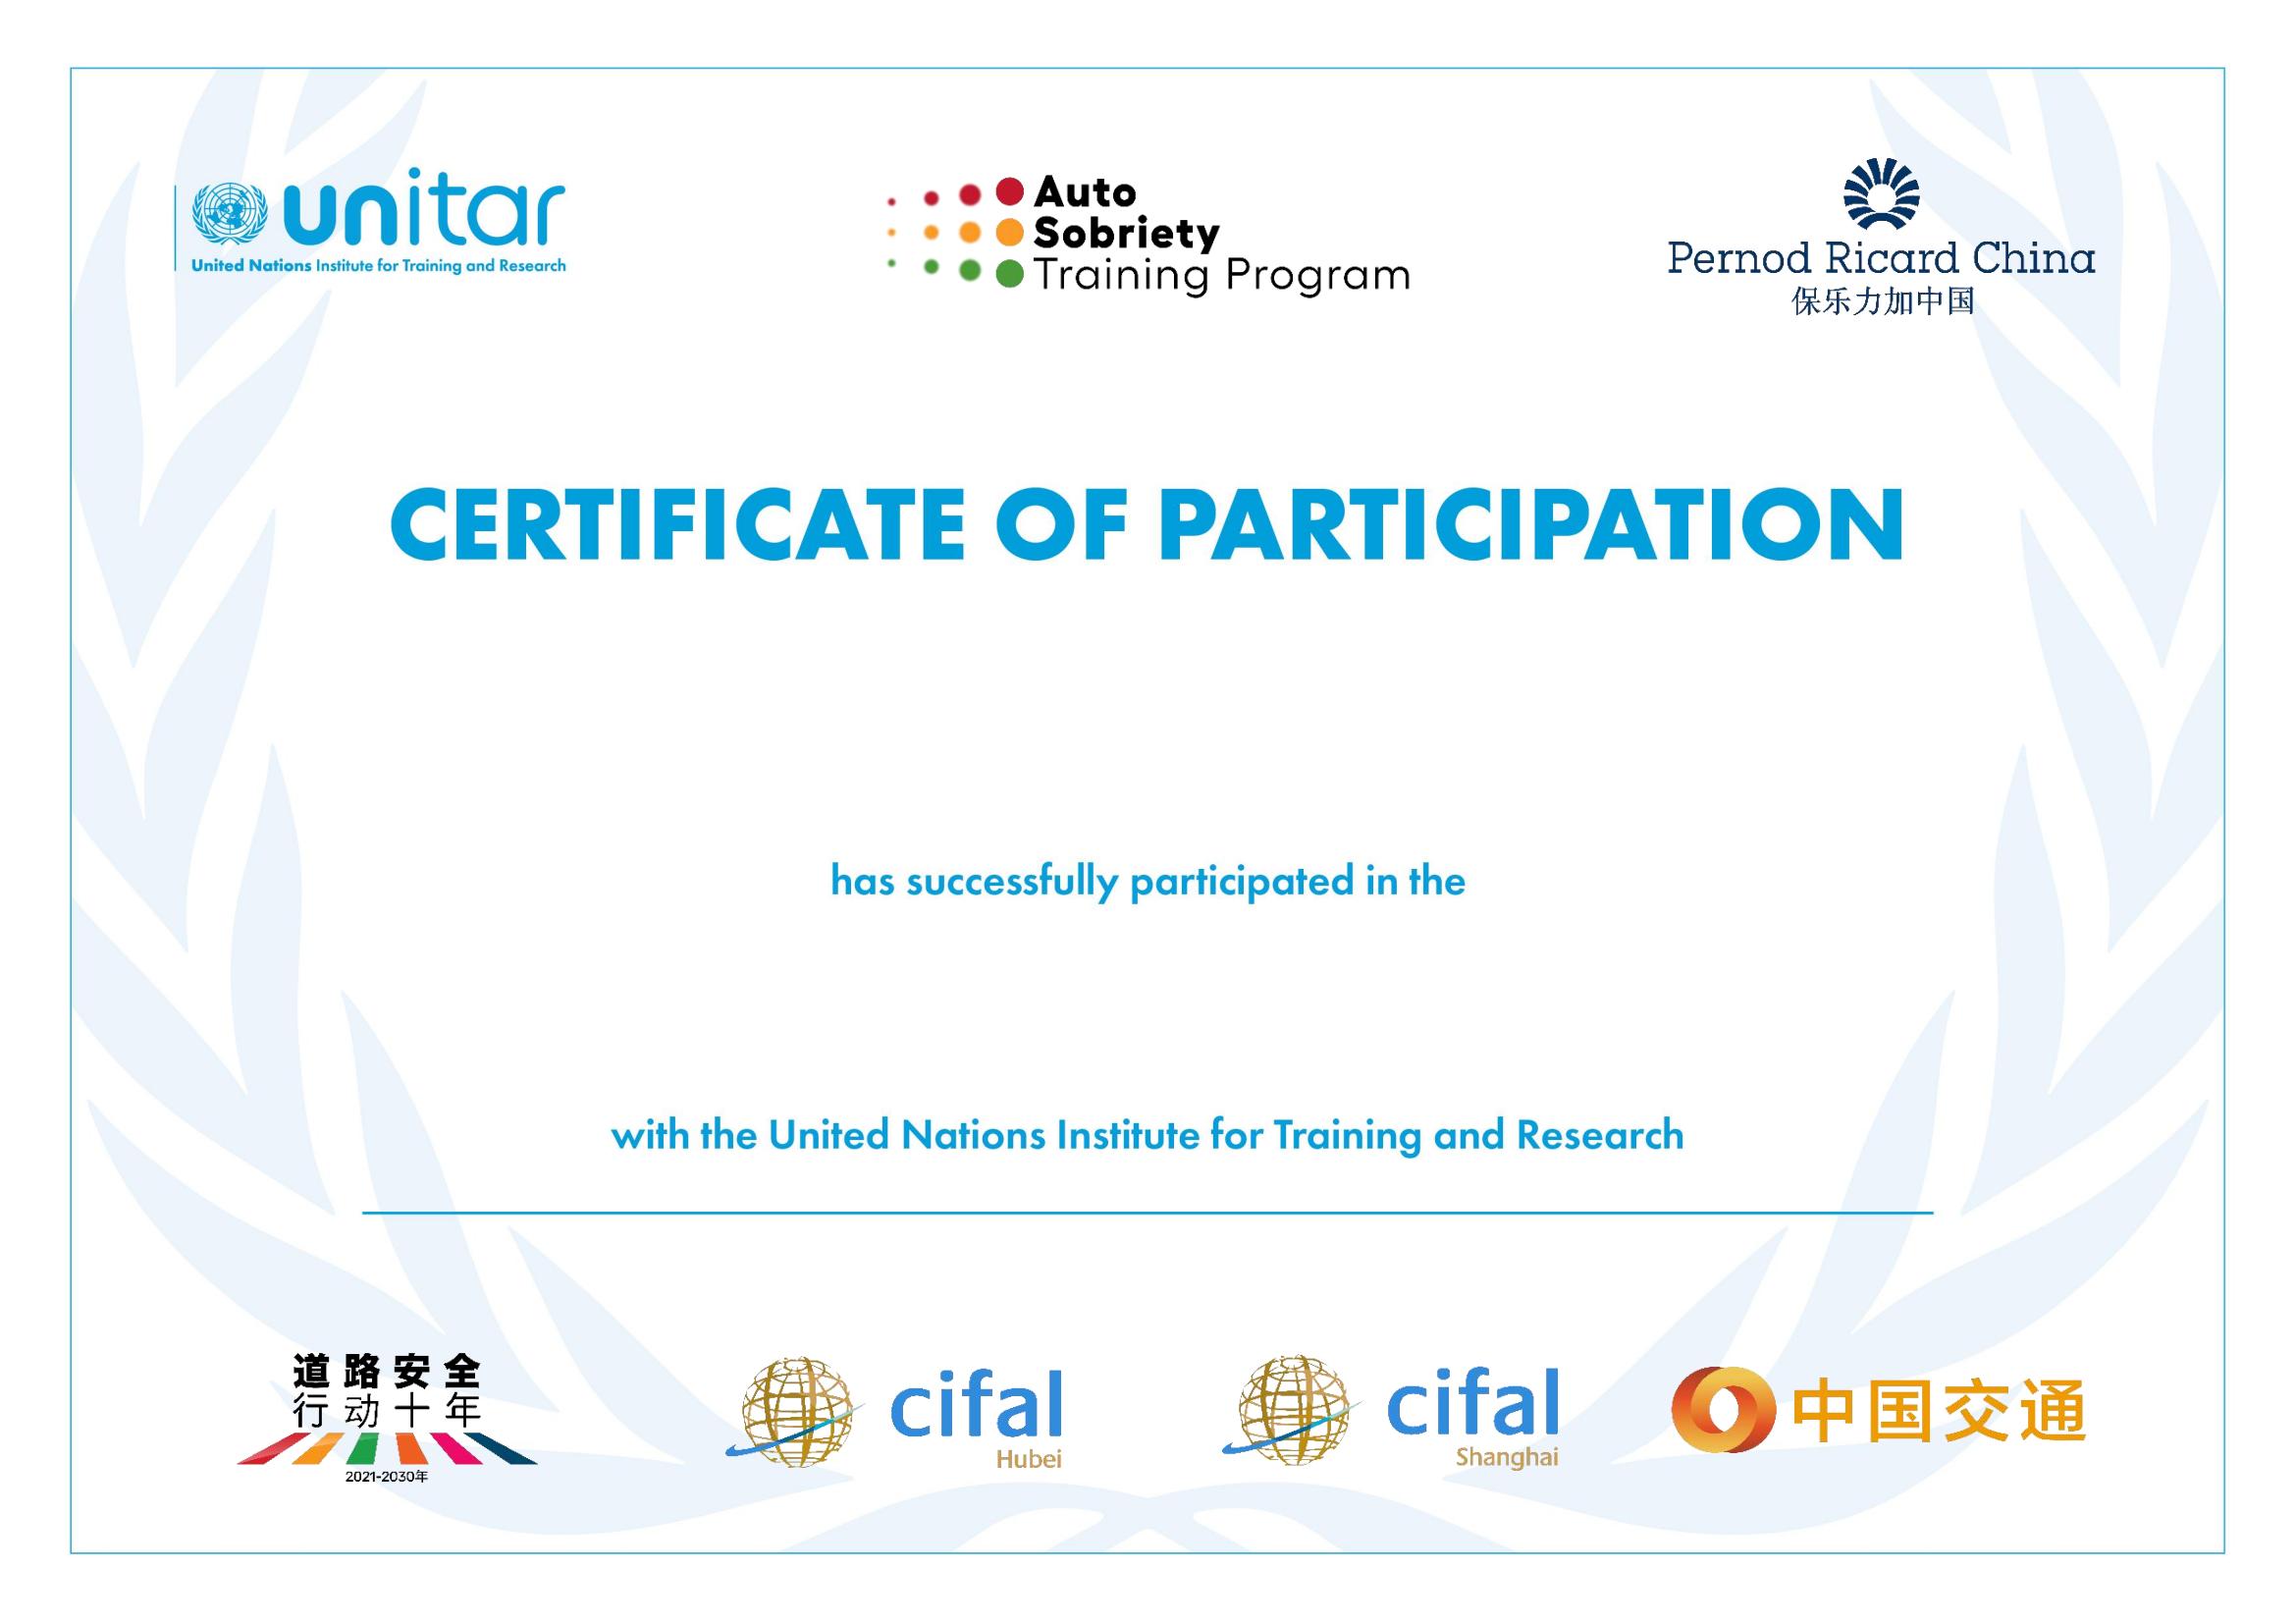 unitar
United Nations Institute for Training and Research
Auto
Sobriety
Training Program
Pernod Ricard China
保乐力加中国
CERTIFICATE OF PARTICIPATION
has successfully participated in the
with the United Nations Institute for Training and Research
道路安全
行动十年
2021-2030年
cifal
Hubei
cifal
Shanghai
中国交通